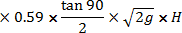 × 0.59 × tan 90 / 2 × √2g × H